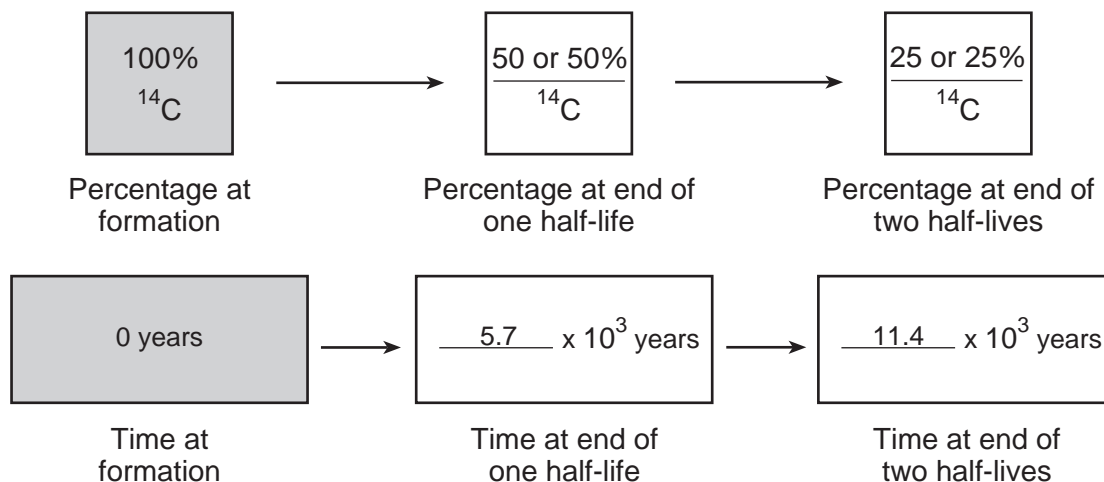 100%
¹⁴C
50 or 50%
¹⁴C
25 or 25%
¹⁴C
Percentage at
formation
Percentage at end of
one half-life
Percentage at end of
two half-lives
0 years
5.7 x 10³ years
11.4 x 10³ years
Time at
formation
Time at end of
one half-life
Time at end of
two half-lives